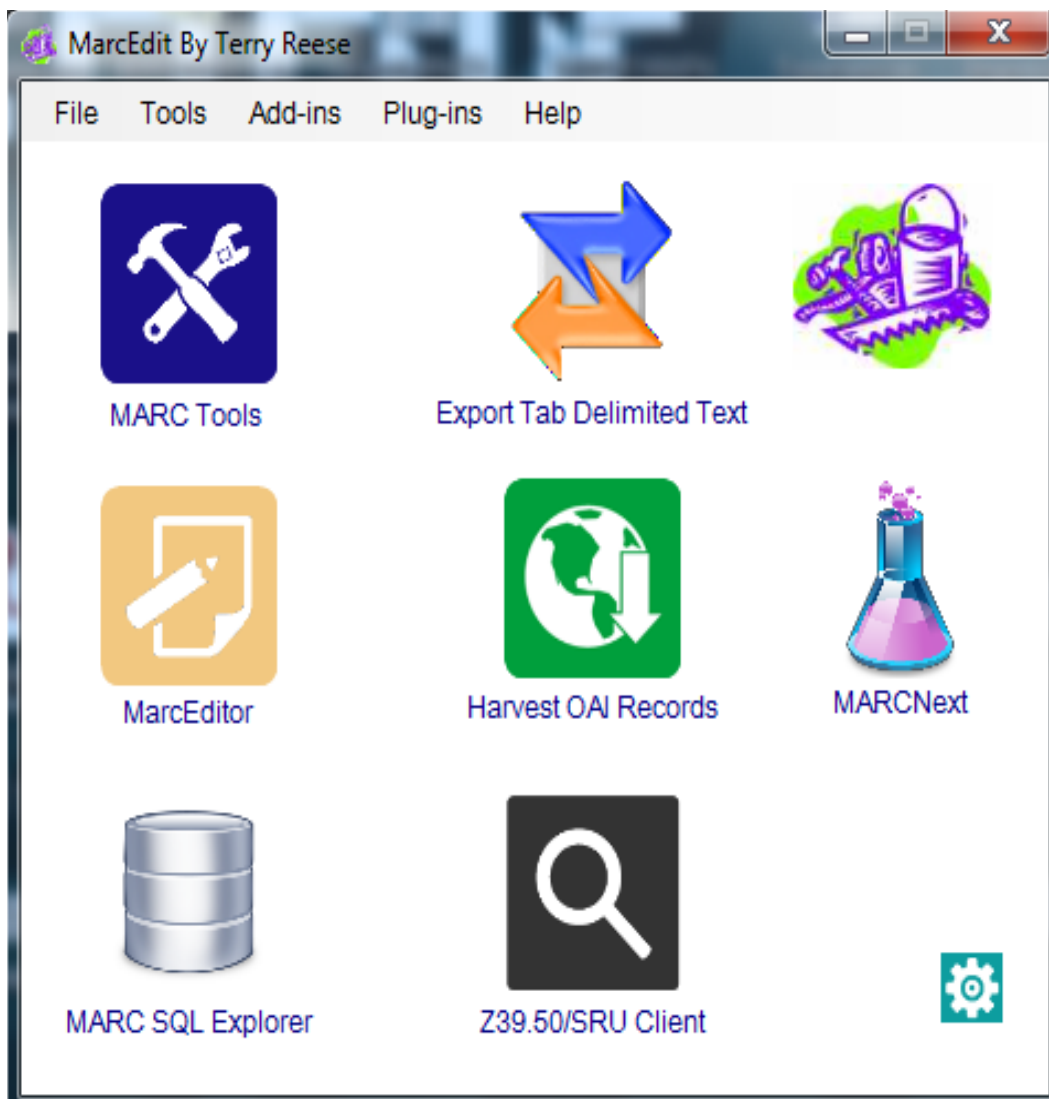 MarcEdit By Terry Reese
File Tools Add-ins Plug-ins Help
MARC Tools
Export Tab Delimited Text
MarcEditor
Harvest OAI Records
MARCNext
MARC SQL Explorer
Z39.50/SRU Client